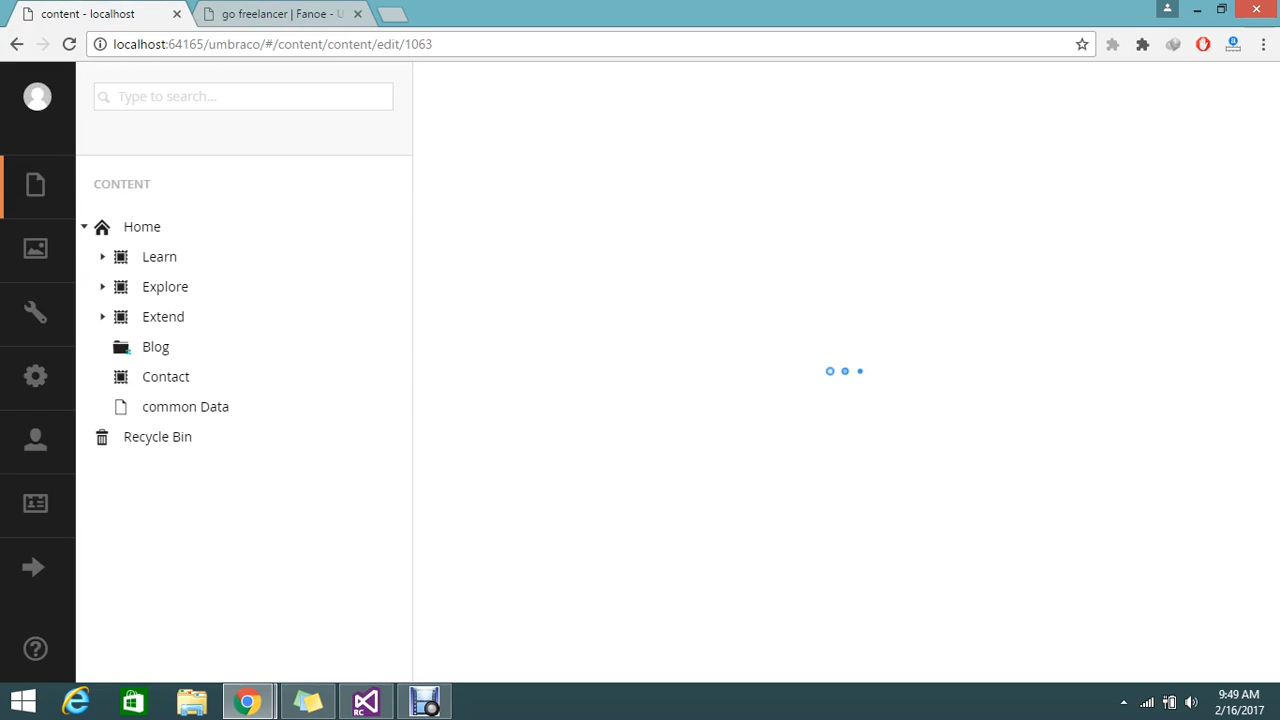 content - localhost
go freelancer | Fanoe - U
localhost:64165/umbraco/#/content/content/edit/1063
Type to search...
CONTENT
Home
Learn
Explore
Extend
Blog
Contact
common Data
Recycle Bin
RC
9:49 AM
2/16/2017